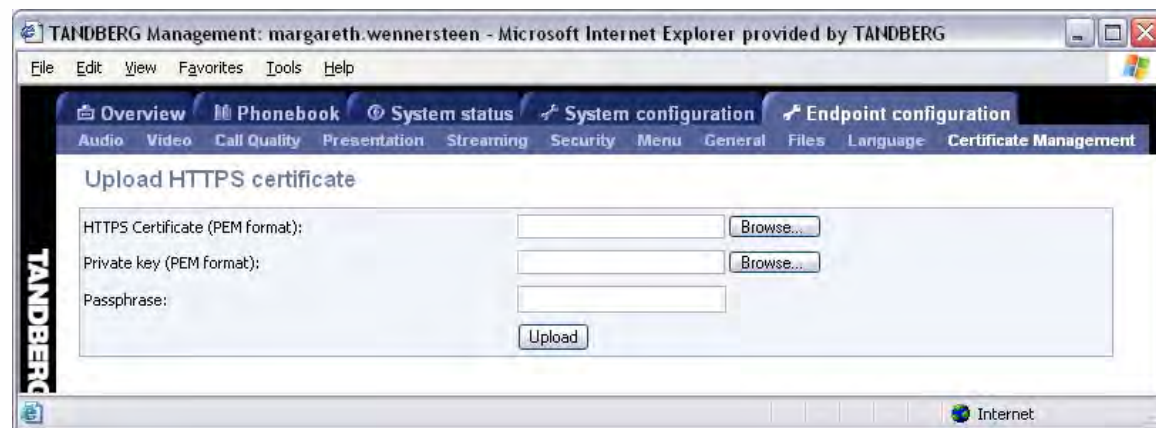 TANDBERG Management: margareth.wennersteen - Microsoft Internet Explorer provided by TANDBERG
File Edit View Favorites Tools Help
Overview Phonebook System status System configuration Endpoint configuration
Audio Video Call Quality Presentation Streaming Security Menu General Files Language Certificate Management
Upload HTTPS certificate
HTTPS Certificate (PEM format): Browse...
Private key (PEM format): Browse...
Passphrase:
Upload
TANDBERG
Internet